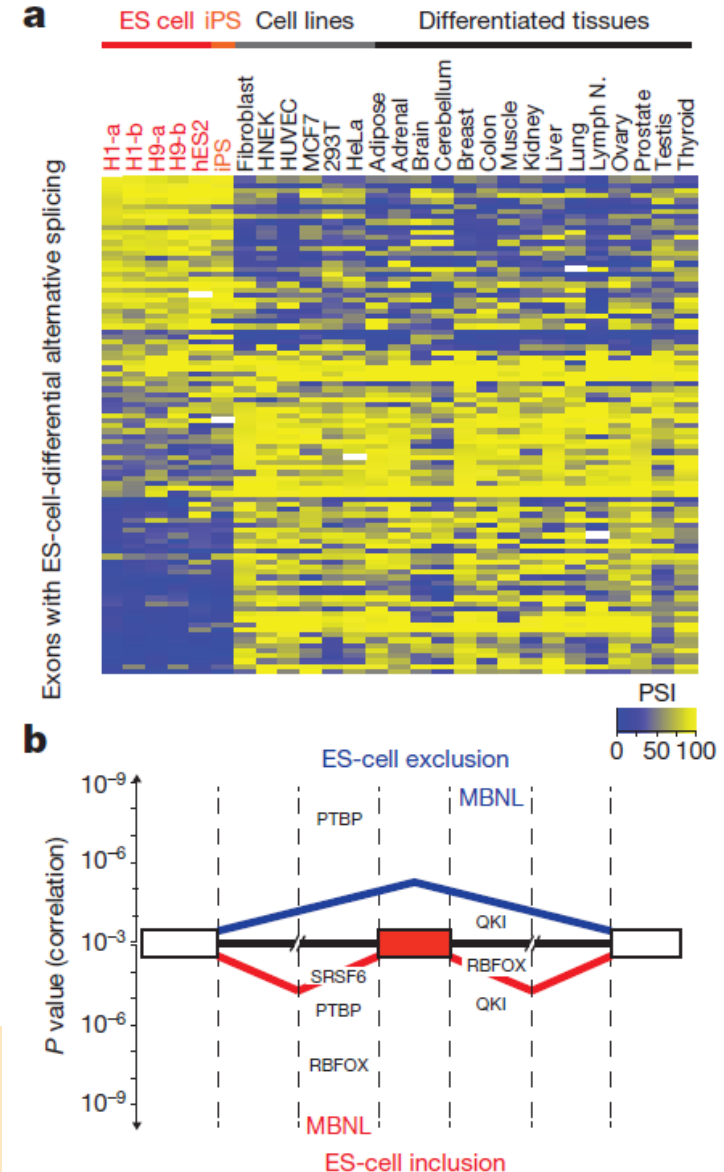 a
ES cell iPS Cell lines Differentiated tissues
H1-a
H1-b
H9-a
H9-b
hES2
iPS
Fibroblast
HNEK
HUVEC
MCF7
293T
HeLa
Adipose
Adrenal
Brain
Cerebellum
Breast
Colon
Muscle
Kidney
Liver
Lung
Lymph N.
Ovary
Prostate
Testis
Thyroid
Exons with ES-cell-differential alternative splicing
PSI
0 50 100
b
ES-cell exclusion
10⁻⁹
MBNL
PTBP
10⁻⁶
P value (correlation)
QKI
10⁻³
RBFOX
SRSF6
QKI
PTBP
10⁻⁶
RBFOX
10⁻⁹
MBNL
ES-cell inclusion